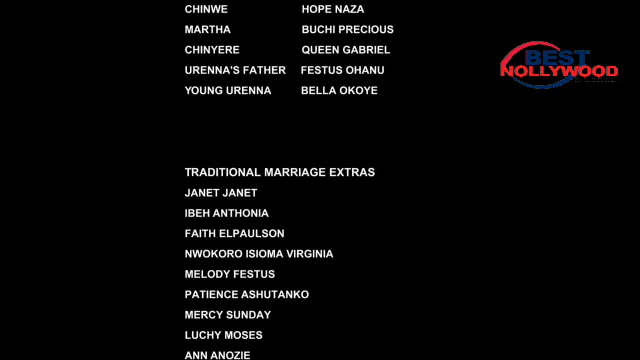 CHINWE HOPE NAZA
MARTHA BUCHI PRECIOUS
CHINYERE QUEEN GABRIEL
URENNA'S FATHER FESTUS OHANU
YOUNG URENNA BELLA OKOYE
BEST
NOLLYWOOD
TRADITIONAL MARRIAGE EXTRAS
JANET JANET
IBEH ANTHONIA
FAITH ELPAULSON
NWOKORO ISIOMA VIRGINIA
MELODY FESTUS
PATIENCE ASHUTANKO
MERCY SUNDAY
LUCHY MOSES
ANN ANOZIE